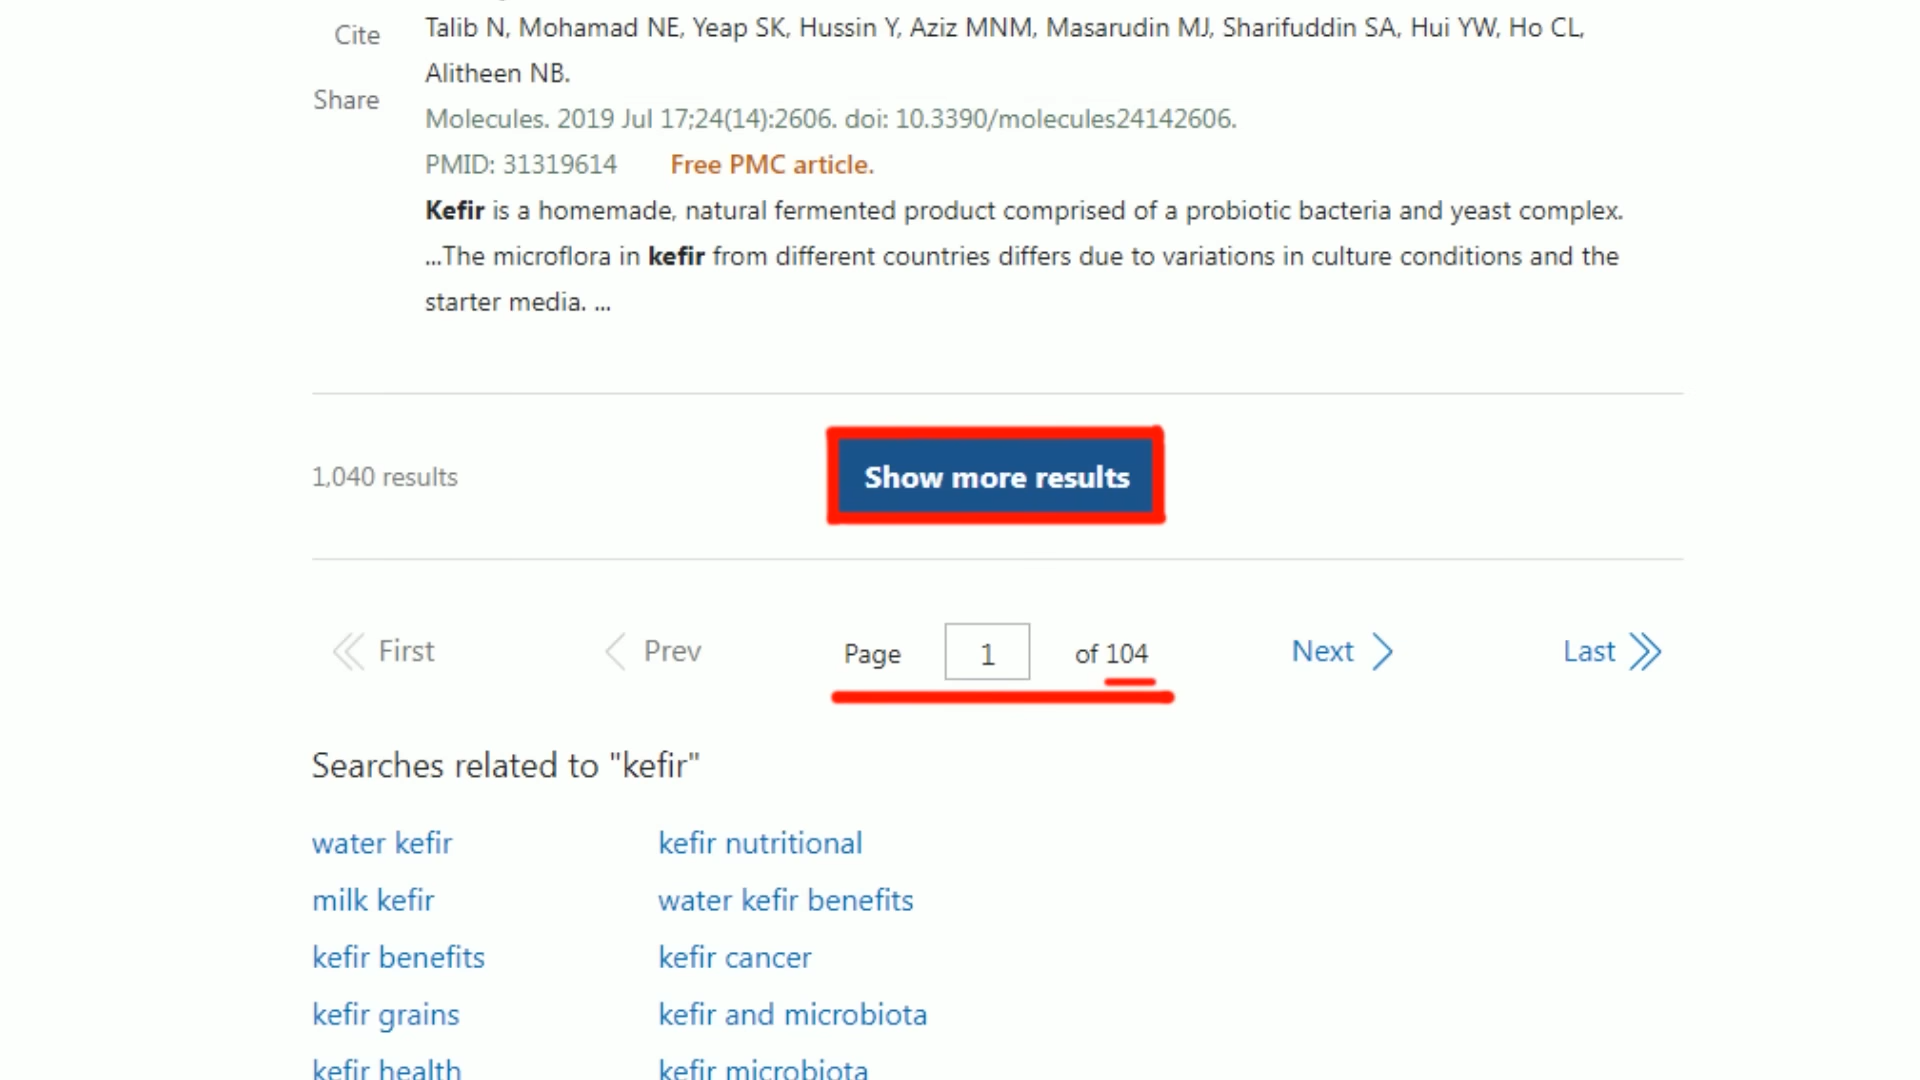 Cite
Talib N, Mohamad NE, Yeap SK, Hussin Y, Aziz MNM, Masarudin MJ, Sharifuddin SA, Hui YW, Ho CL,
Alitheen NB.
Share
Molecules. 2019 Jul 17;24(14):2606. doi: 10.3390/molecules24142606.
PMID: 31319614 Free PMC article.
Kefir is a homemade, natural fermented product comprised of a probiotic bacteria and yeast complex.
...The microflora in kefir from different countries differs due to variations in culture conditions and the
starter media. ...
1,040 results
Show more results
First Prev Page 1 of 104 Next Last
Searches related to "kefir"
water kefir kefir nutritional
milk kefir water kefir benefits
kefir benefits kefir cancer
kefir grains kefir and microbiota
kefir health kefir microbiota